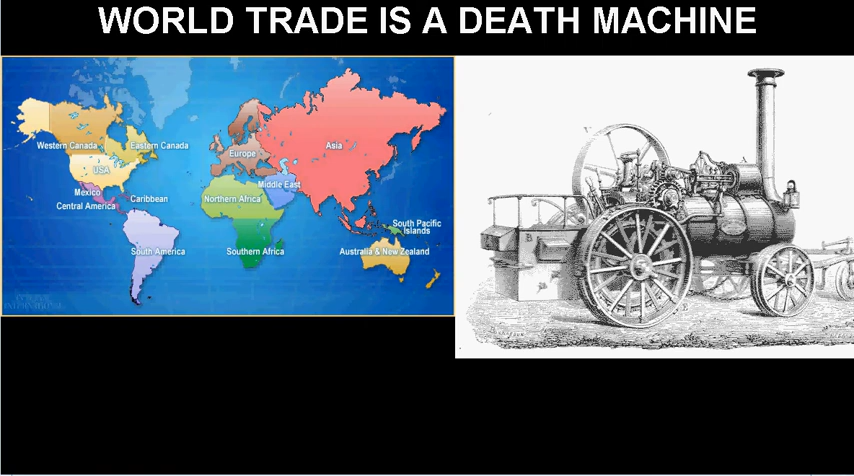 WORLD TRADE IS A DEATH MACHINE
Western Canada
Eastern Canada
USA
Mexico
Central America
Caribbean
South America
Europe
Asia
Middle East
Northern Africa
Southern Africa
South Pacific
Islands
Australia & New Zealand